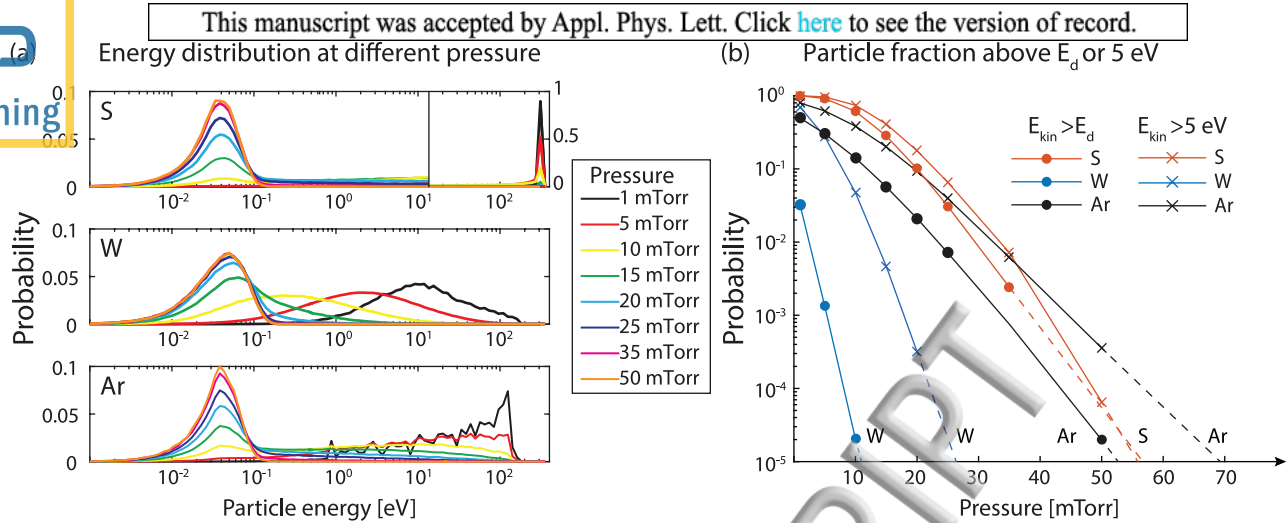 This manuscript was accepted by Appl. Phys. Lett. Click here to see the version of record.
(a) Energy distribution at different pressure
(b) Particle fraction above E_d or 5 eV
ning
Probability
0.1
0.05
0
S
1
0.5
0
10^-2 10^-1 10^0 10^1 10^2
0.1
0.05
0
W
10^-2 10^-1 10^0 10^1 10^2
0.1
0.05
0
Ar
10^-2 10^-1 10^0 10^1 10^2
Particle energy [eV]
Pressure
1 mTorr
5 mTorr
10 mTorr
15 mTorr
20 mTorr
25 mTorr
35 mTorr
50 mTorr
Probability
10^0
10^-1
10^-2
10^-3
10^-4
10^-5
E_kin >E_d E_kin >5 eV
S S
W W
Ar Ar
W W Ar S Ar
10 20 30 40 50 60 70
Pressure [mTorr]
RIPT